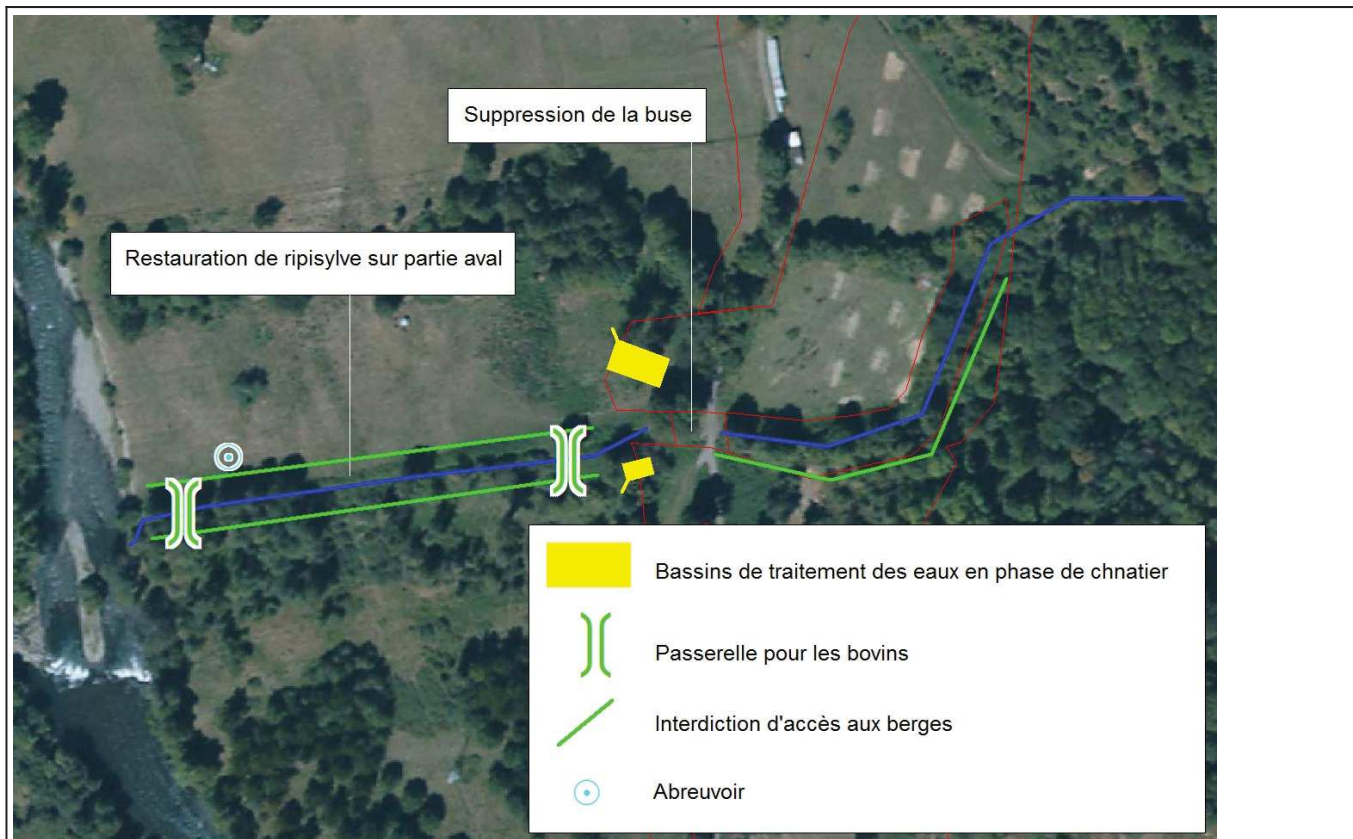 Suppression de la buse
Restauration de ripisylve sur partie aval
Bassins de traitement des eaux en phase de chnatier
Passerelle pour les bovins
Interdiction d'accès aux berges
Abreuvoir